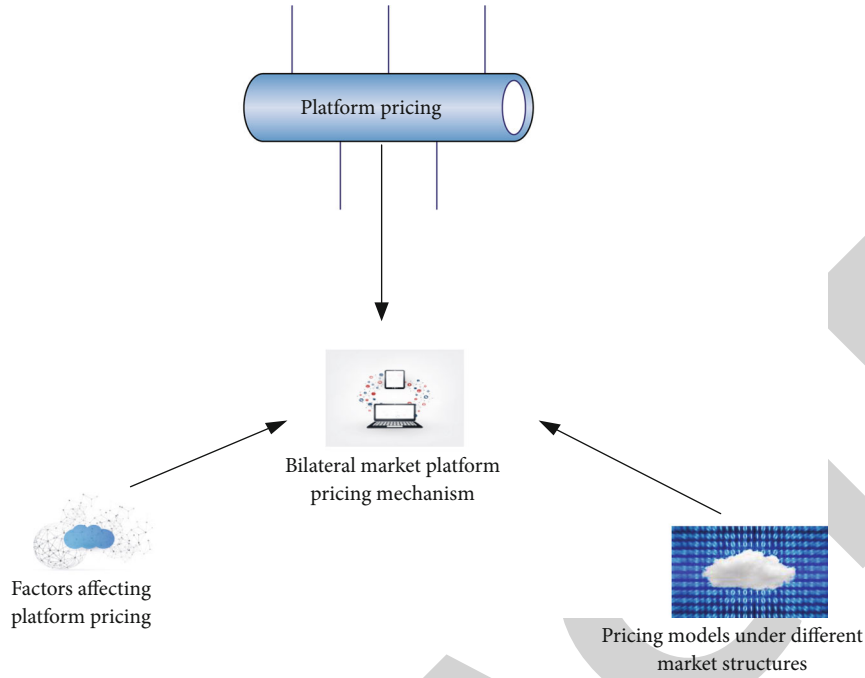 Platform pricing
Bilateral market platform
pricing mechanism
Factors affecting
platform pricing
Pricing models under different
market structures